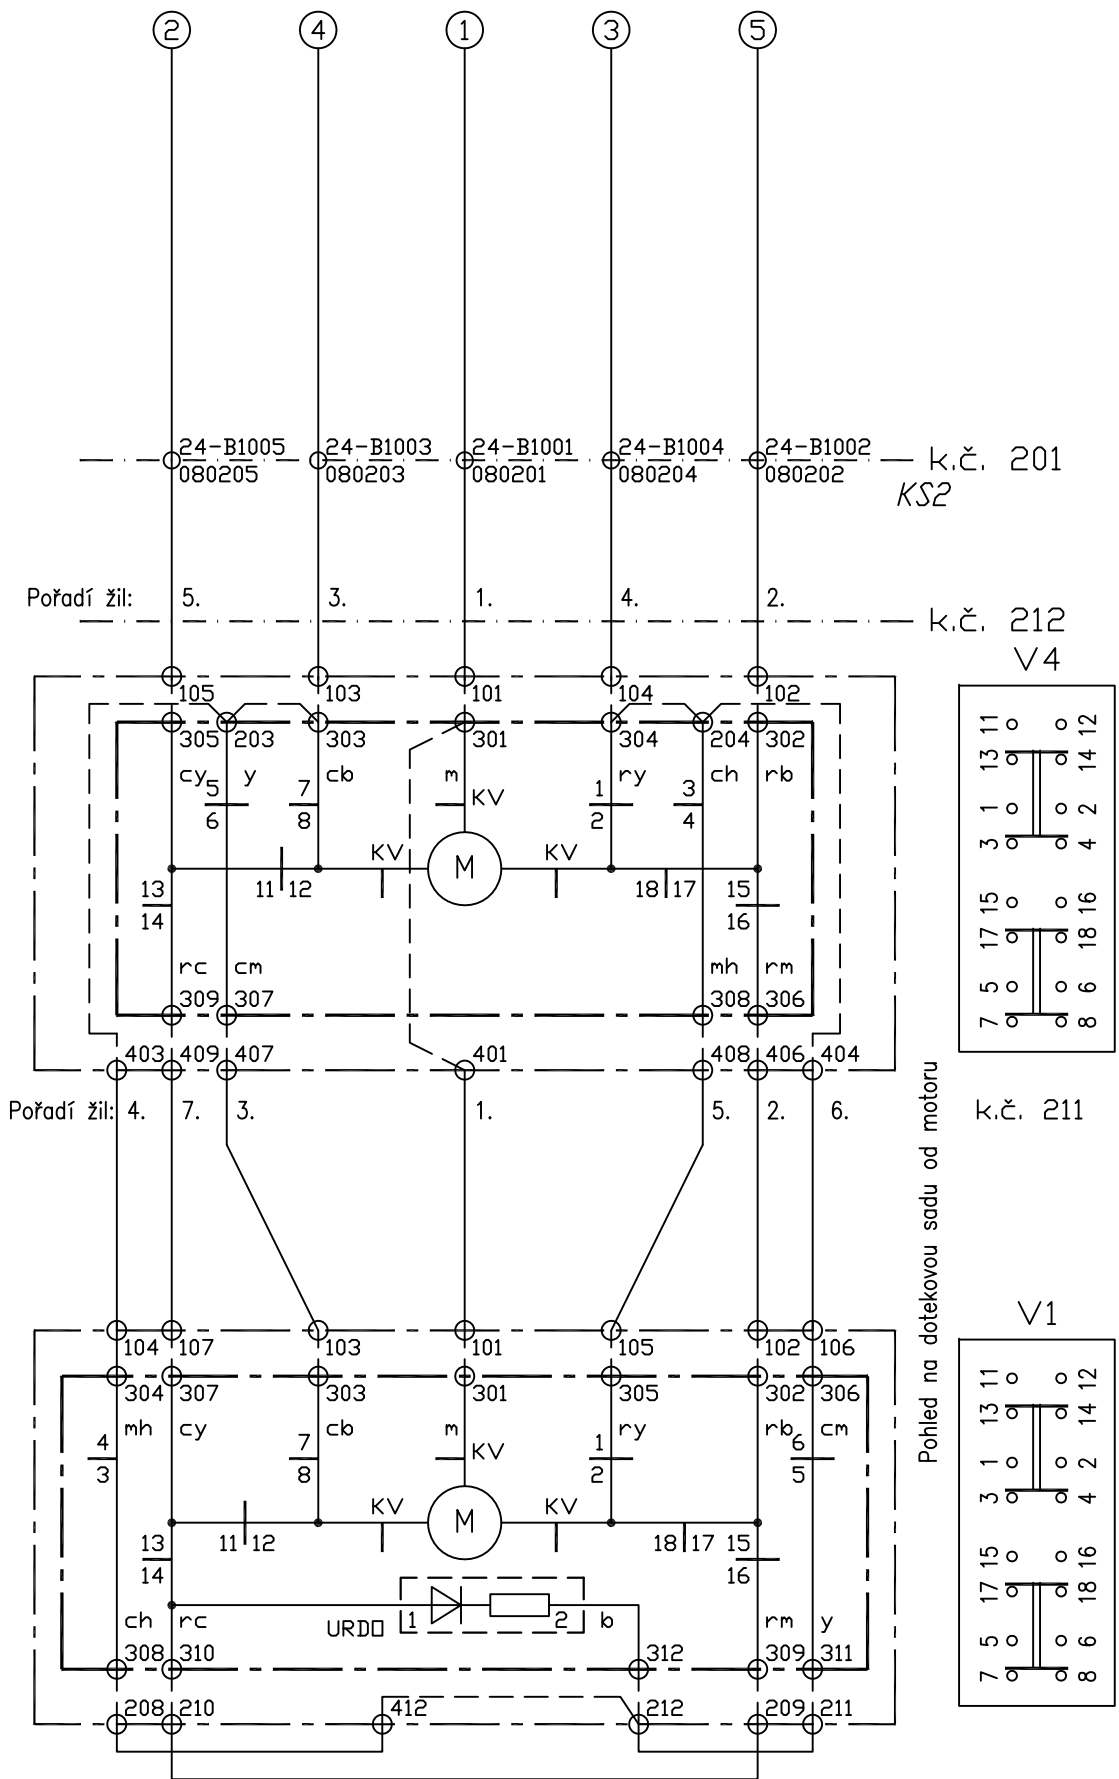 2 4 1 3 5
24-B1005 24-B1003 24-B1001 24-B1004 24-B1002
080205 080203 080201 080204 080202
k.č. 201
KS2
Pořadí žil: 5. 3. 1. 4. 2.
k.č. 212
V4
105 103 101 104 102
305 203 303 301 304 204 302
cy y cb m ry ch rb
5 7 KV 1 3
6 8 2 4
KV M KV
11 12 18 17
13 15
14 16
rc cm mh rm
309 307 308 306
403 409 407 401 408 406 404
11 12
13 14
1 2
3 4
15 16
17 18
5 6
7 8
Pořadí žil: 4. 7. 3. 1. 5. 2. 6.
k.č. 211
Pohled na dotekovou sadu od motoru
V1
104 107 103 101 105 102 106
304 307 303 301 305 302 306
mh cy cb m ry rb cm
4 7 KV 1 6
3 8 2 5
KV M KV
11 12 18 17
13 15
14 16
URDO 1 2 b
ch rc rm y
308 310 312 309 311
208 210 412 212 209 211
11 12
13 14
1 2
3 4
15 16
17 18
5 6
7 8